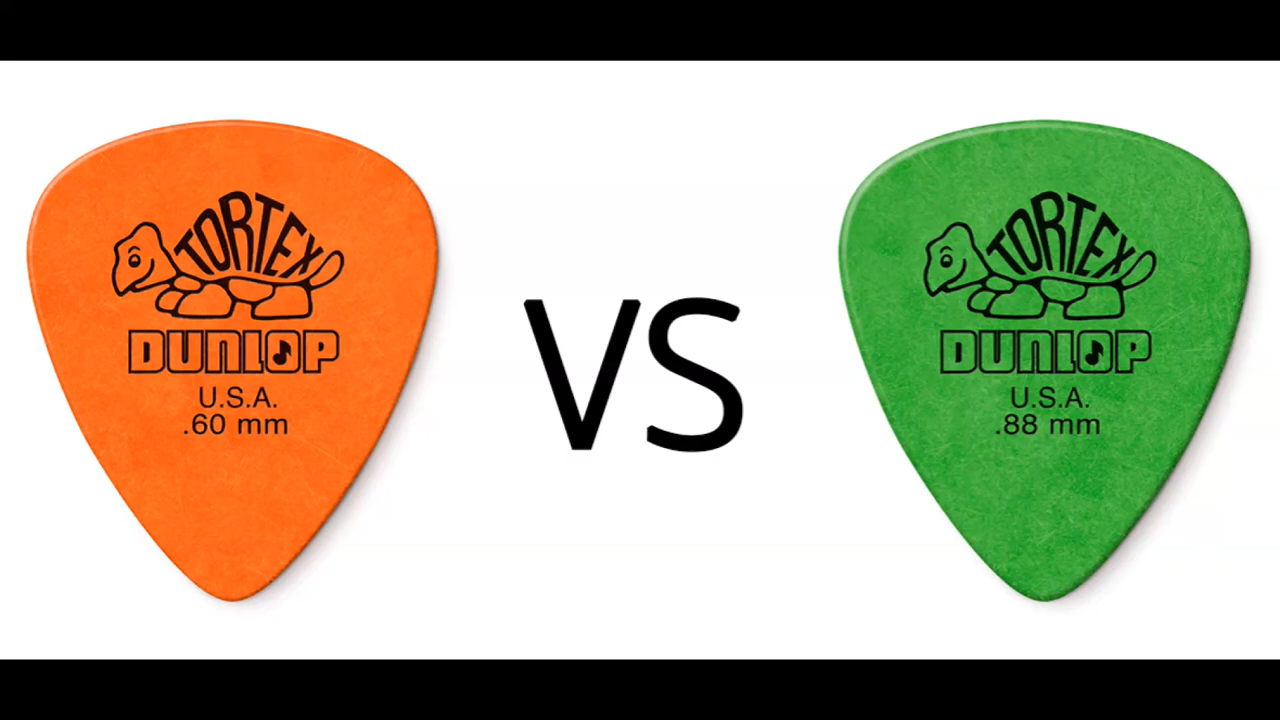 TORTEX
DUNLOP
U.S.A.
.60 mm
VS
TORTEX
DUNLOP
U.S.A.
.88 mm